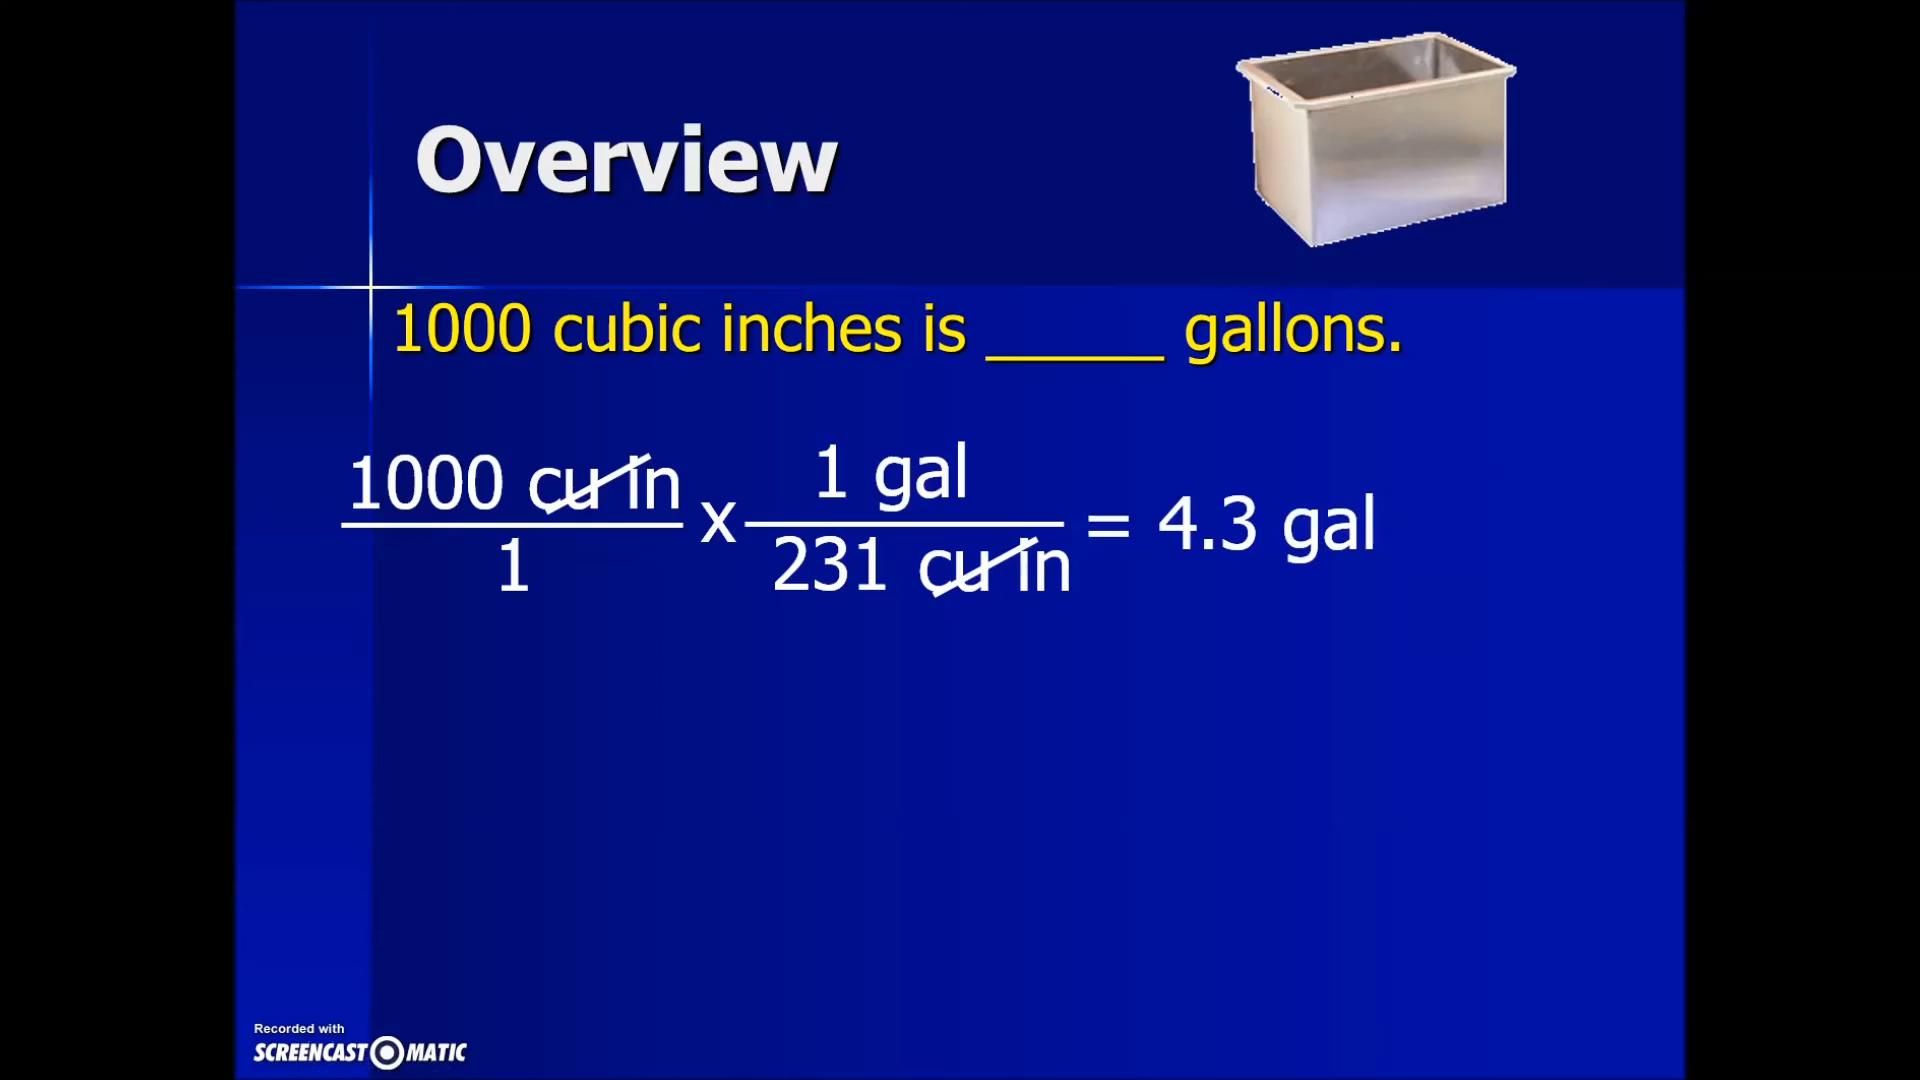 Overview
1000 cubic inches is _____ gallons.
1000 cu in
1
x
1 gal
231 cu in
= 4.3 gal
Recorded with
SCREENCAST MATIC